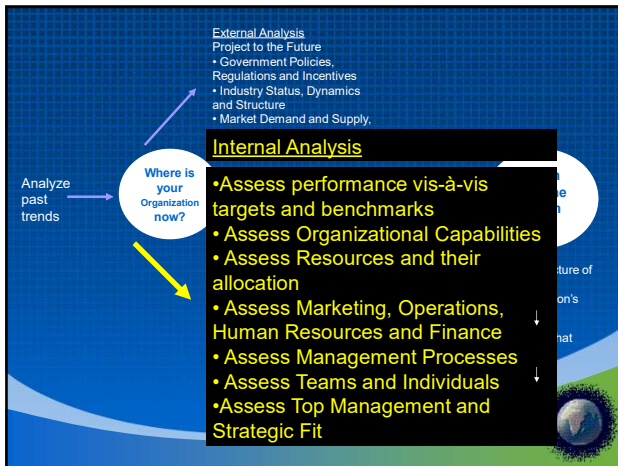 External Analysis
Project to the Future
• Government Policies,
Regulations and Incentives
• Industry Status, Dynamics
and Structure
• Market Demand and Supply,
Analyze
past
trends
Where is
your
Organization
now?
Internal Analysis
•Assess performance vis-à-vis
targets and benchmarks
• Assess Organizational Capabilities
• Assess Resources and their
allocation
• Assess Marketing, Operations,
Human Resources and Finance
• Assess Management Processes
• Assess Teams and Individuals
•Assess Top Management and
Strategic Fit
of